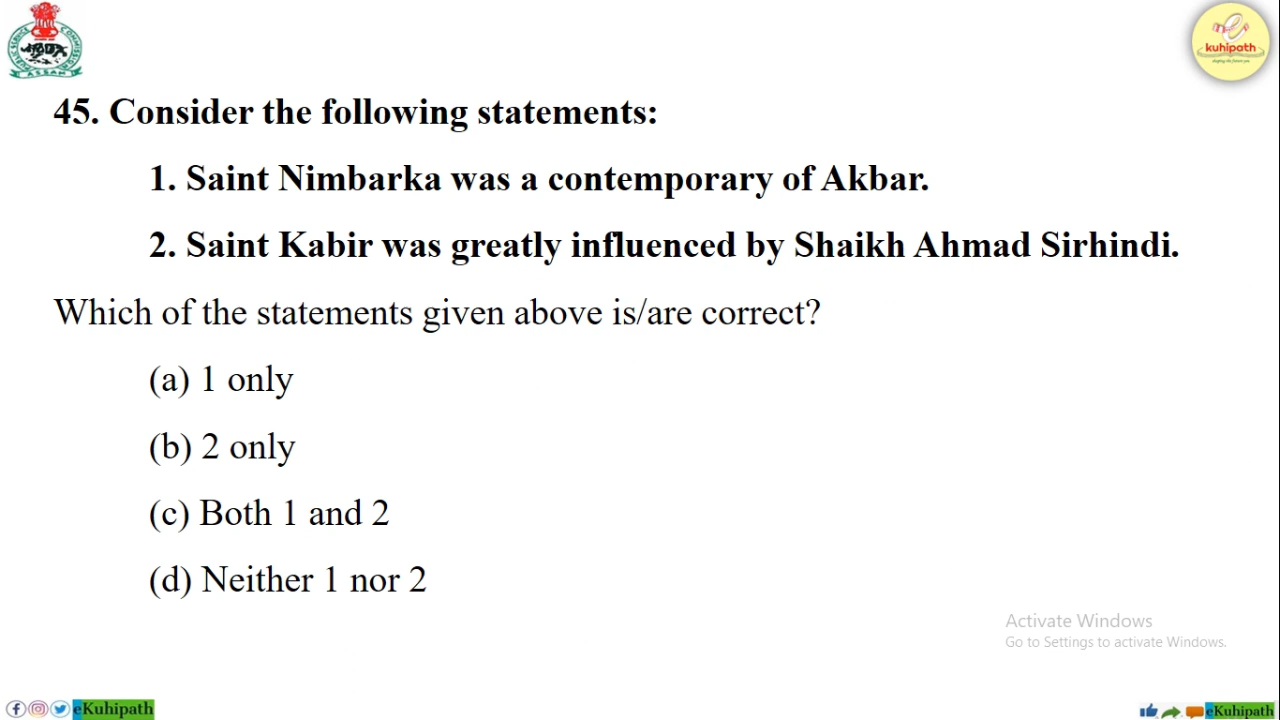 kuhipath
45. Consider the following statements:
1. Saint Nimbarka was a contemporary of Akbar.
2. Saint Kabir was greatly influenced by Shaikh Ahmad Sirhindi.
Which of the statements given above is/are correct?
(a) 1 only
(b) 2 only
(c) Both 1 and 2
(d) Neither 1 nor 2
Activate Windows
Go to Settings to activate Windows.
eKuhipath
eKuhipath